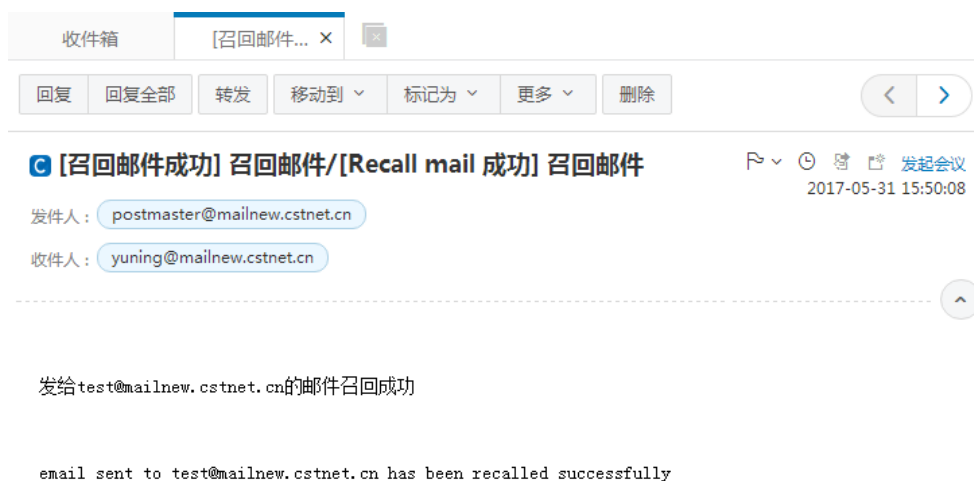 收件箱 [召回邮件... ×
回复 回复全部 转发 移动到 标记为 更多 删除
C [召回邮件成功] 召回邮件/[Recall mail 成功] 召回邮件
发起会议
2017-05-31 15:50:08
发件人： postmaster@mailnew.cstnet.cn
收件人： yuning@mailnew.cstnet.cn
发给test@mailnew.cstnet.cn的邮件召回成功
email sent to test@mailnew.cstnet.cn has been recalled successfully